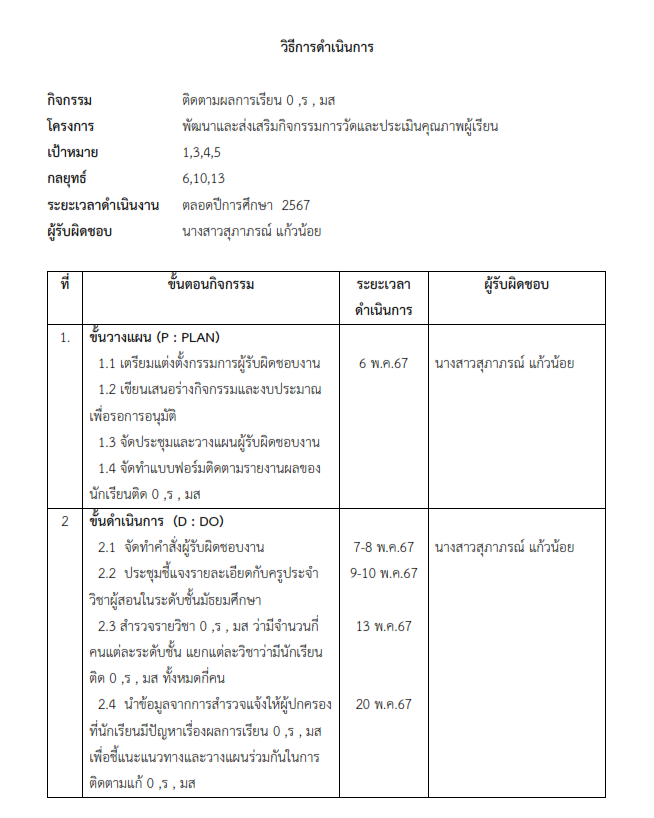 วิธีการดำเนินการ
กิจกรรม ติดตามผลการเรียน 0 ,ร , มส
โครงการ พัฒนาและส่งเสริมกิจกรรมการวัดและประเมินคุณภาพผู้เรียน
เป้าหมาย 1,3,4,5
กลยุทธ์ 6,10,13
ระยะเวลาดำเนินงาน ตลอดปีการศึกษา 2567
ผู้รับผิดชอบ นางสาวสุภาภรณ์ แก้วน้อย
ที่ ขั้นตอนกิจกรรม ระยะเวลา ผู้รับผิดชอบ
ดำเนินการ
1. ขั้นวางแผน (P : PLAN)
1.1 เตรียมแต่งตั้งกรรมการผู้รับผิดชอบงาน 6 พ.ค.67 นางสาวสุภาภรณ์ แก้วน้อย
1.2 เขียนเสนอร่างกิจกรรมและงบประมาณ
เพื่อรอการอนุมัติ
1.3 จัดประชุมและวางแผนผู้รับผิดชอบงาน
1.4 จัดทำแบบฟอร์มติดตามรายงานผลของ
นักเรียนติด 0 ,ร , มส
2 ขั้นดำเนินการ (D : DO)
2.1 จัดทำคำสั่งผู้รับผิดชอบงาน 7-8 พ.ค.67 นางสาวสุภาภรณ์ แก้วน้อย
2.2 ประชุมชี้แจงรายละเอียดกับครูประจำ 9-10 พ.ค.67
วิชาผู้สอนในระดับชั้นมัธยมศึกษา
2.3 สำรวจรายวิชา 0 ,ร , มส ว่ามีจำนวนกี่ 13 พ.ค.67
คนแต่ละระดับชั้น แยกแต่ละวิชาว่ามีนักเรียน
ติด 0 ,ร , มส ทั้งหมดกี่คน
2.4 นำข้อมูลจากการสำรวจแจ้งให้ผู้ปกครอง 20 พ.ค.67
ที่นักเรียนมีปัญหาเรื่องผลการเรียน 0 ,ร , มส
เพื่อชี้แนะแนวทางและวางแผนร่วมกันในการ
ติดตามแก้ 0 ,ร , มส